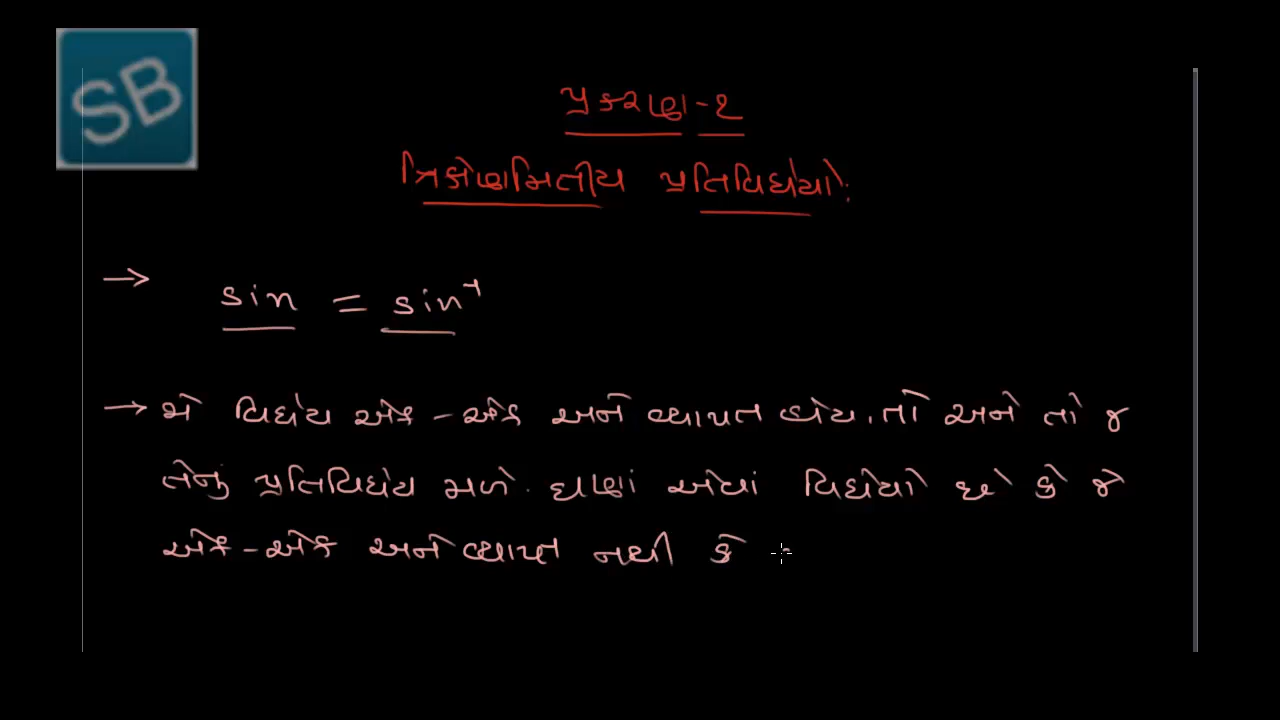 SB
પ્રકરણ-૨
ત્રિકોણમિતીય પ્રતિવિધેયો:
→ sin = sin⁻¹
→ જો વિધેય એક-એક અને વ્યાપ્ત હોય, તો અને તો જ
તેનું પ્રતિવિધેય મળે. ઘણાં એવાં વિધેયો છે કે જે
એક-એક અને વ્યાપ્ત નથી કે